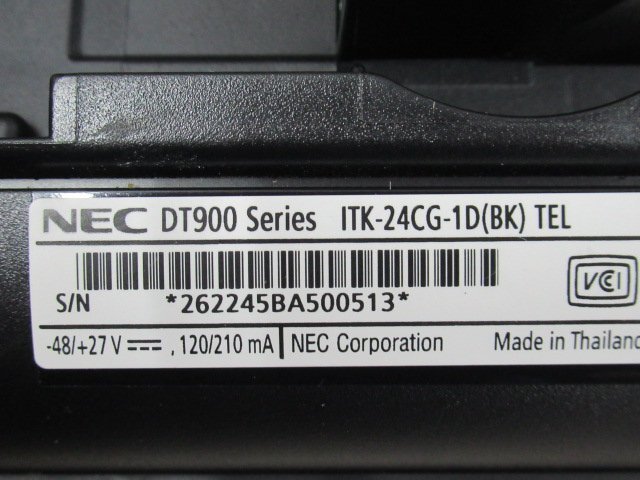 NEC DT900 Series ITK-24CG-1D(BK) TEL
VCI
S/N *262245BA500513*
-48/+27 V ⎓ , 120/210 mA NEC Corporation Made in Thailand